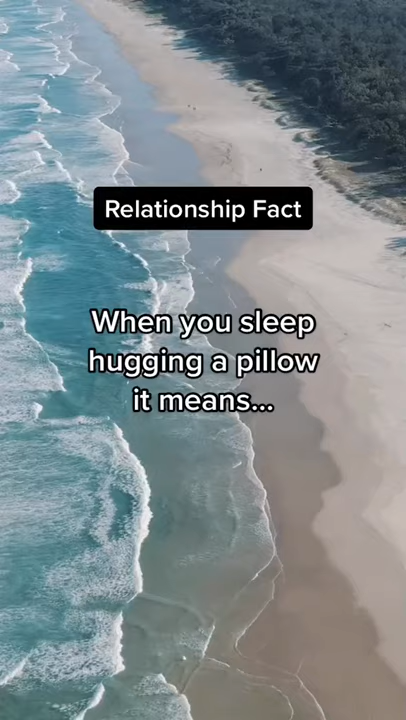 Relationship Fact
When you sleep
hugging a pillow
it means...